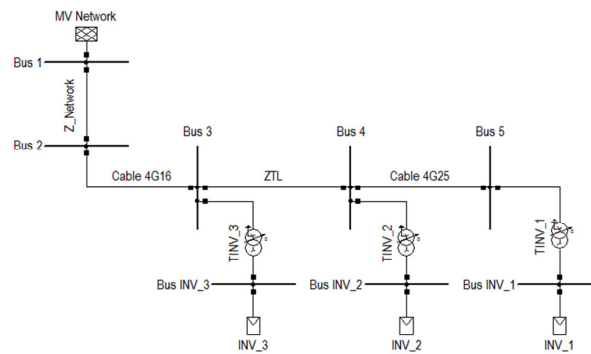 MV Network
Bus 1
Z_Network
Bus 2
Bus 3
Bus 4
Bus 5
Cable 4G16
ZTL
Cable 4G25
TINV_3
TINV_2
TINV_1
Bus INV_3
Bus INV_2
Bus INV_1
INV_3
INV_2
INV_1